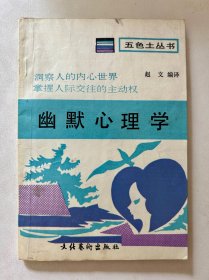 五色土丛书
洞察人的内心世界
掌握人际交往的主动权
赵文 编译
幽默心理学
文化艺术出版社